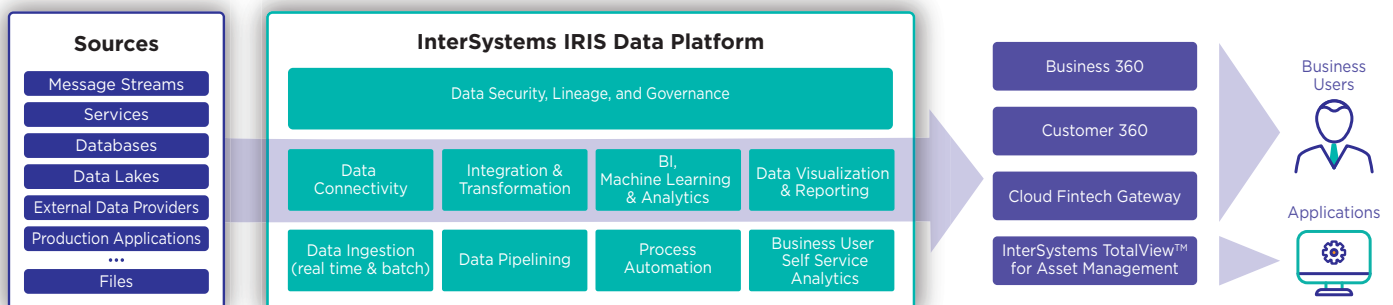 Sources
Message Streams
Services
Databases
Data Lakes
External Data Providers
Production Applications
...
Files
InterSystems IRIS Data Platform
Data Security, Lineage, and Governance
Data
Connectivity
Integration &
Transformation
BI,
Machine Learning
& Analytics
Data Visualization
& Reporting
Data Ingestion
(real time & batch)
Data Pipelining
Process
Automation
Business User
Self Service
Analytics
Business 360
Customer 360
Cloud Fintech Gateway
InterSystems TotalView™
for Asset Management
Business
Users
Applications